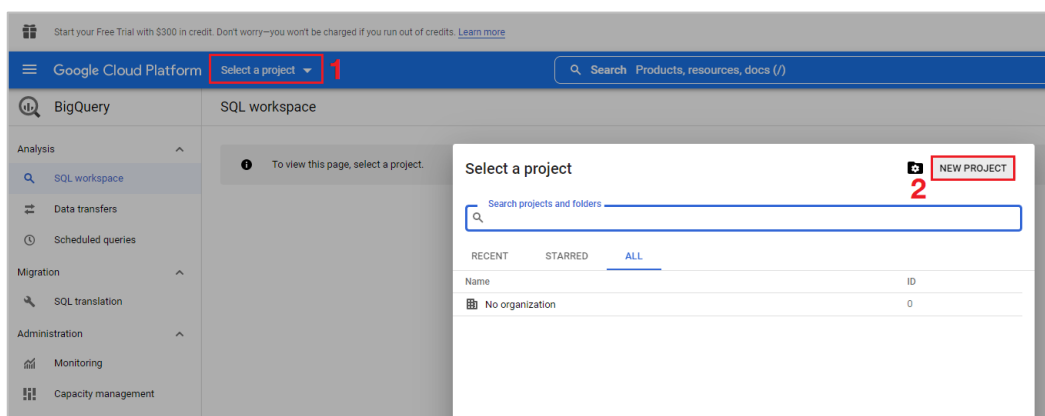 Start your Free Trial with $300 in credit. Don't worry—you won't be charged if you run out of credits. Learn more
Google Cloud Platform
Select a project
1
Search Products, resources, docs (/)
BigQuery
SQL workspace
Analysis
SQL workspace
Data transfers
Scheduled queries
Migration
SQL translation
Administration
Monitoring
Capacity management
To view this page, select a project.
Select a project
NEW PROJECT
2
Search projects and folders
RECENT STARRED ALL
Name ID
No organization 0